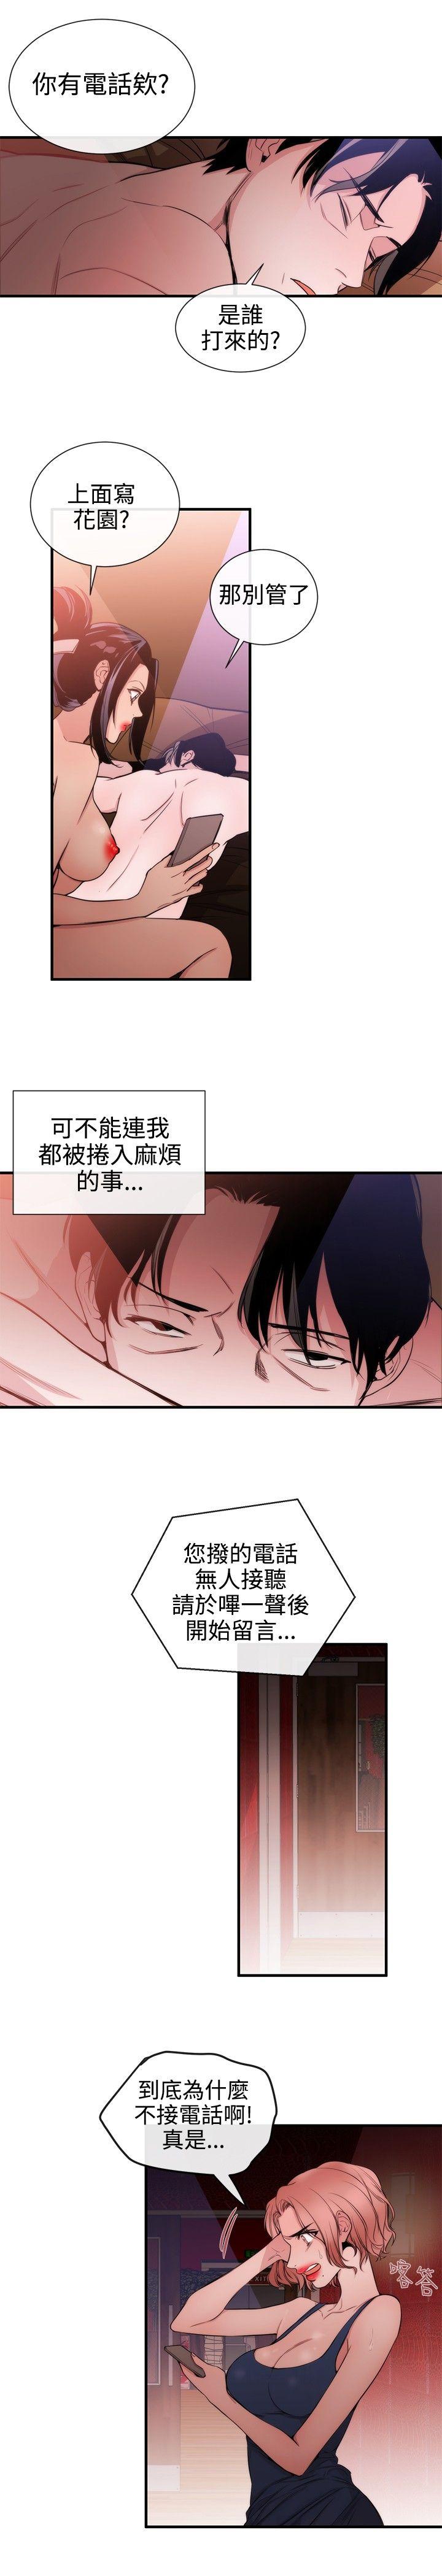 你有電話欸?
是誰
打來的?
上面寫
花園?
那別管了
可不能連我
都被捲入麻煩
的事...
您撥的電話
無人接聽
請於嗶一聲後
開始留言...
到底為什麼
不接電話啊!
真是...
喀答